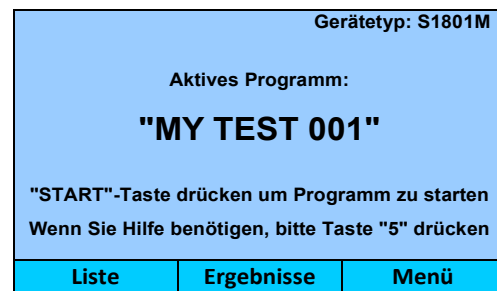 Gerätetyp: S1801M
Aktives Programm:
"MY TEST 001"
"START"-Taste drücken um Programm zu starten
Wenn Sie Hilfe benötigen, bitte Taste "5" drücken
Liste Ergebnisse Menü